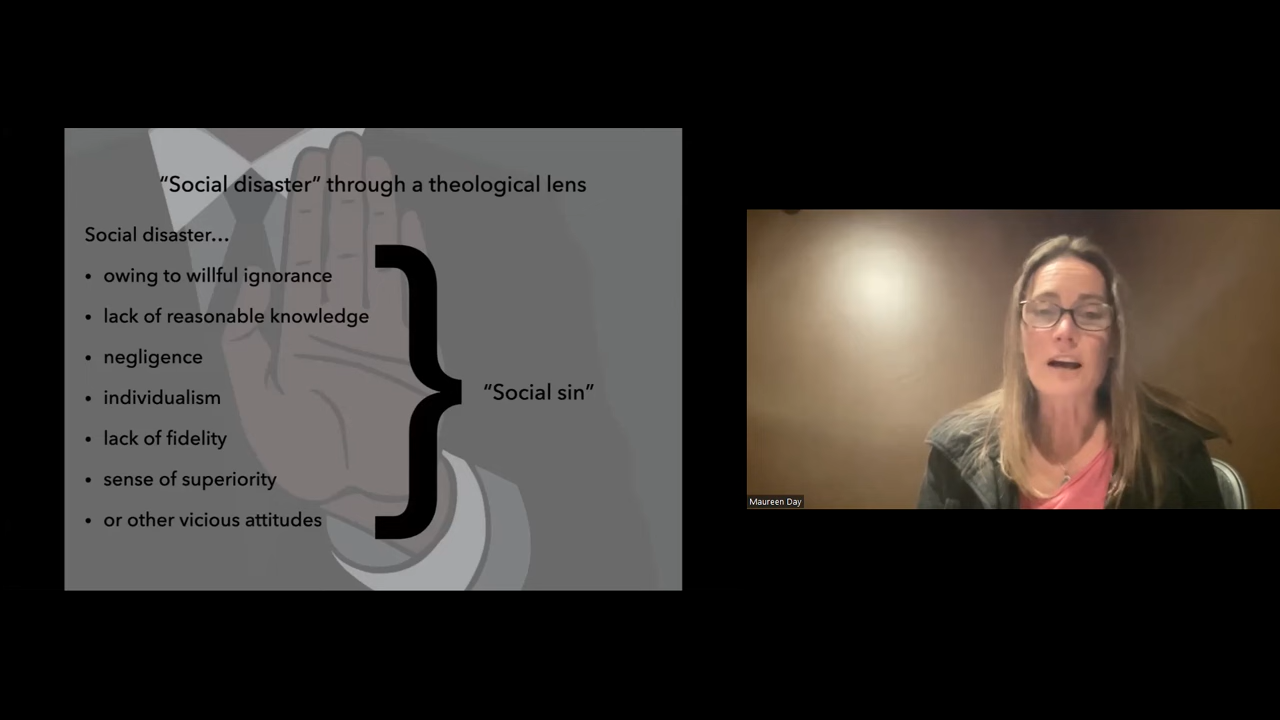 “Social disaster” through a theological lens
Social disaster...
• owing to willful ignorance
• lack of reasonable knowledge
• negligence
• individualism
• lack of fidelity
• sense of superiority
• or other vicious attitudes
“Social sin”
Maureen Day